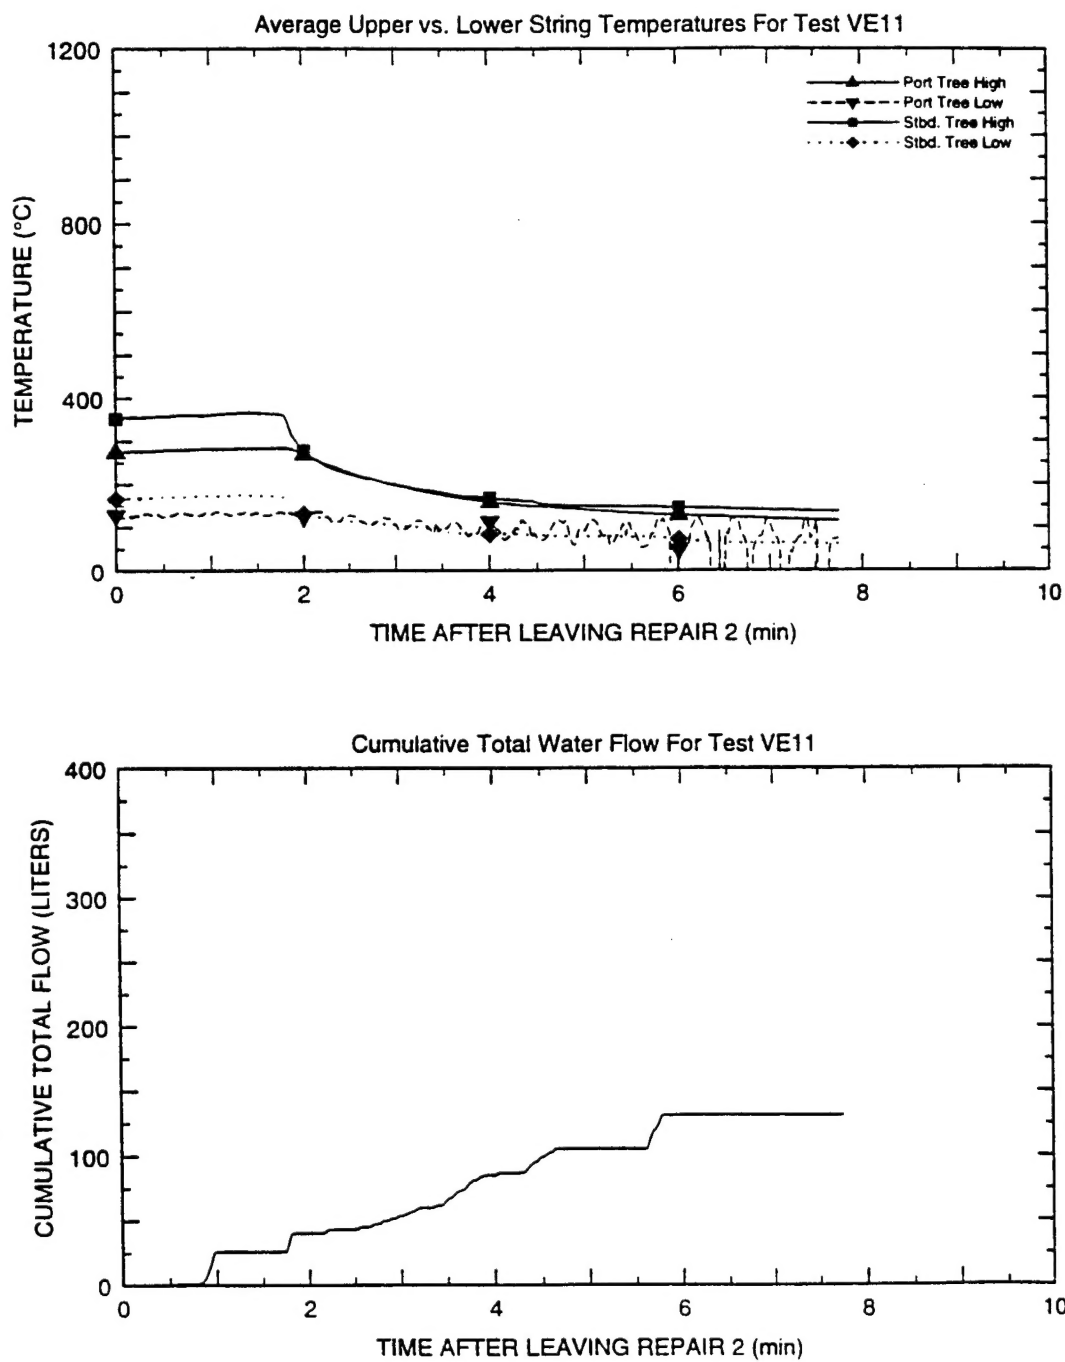 Average Upper vs. Lower String Temperatures For Test VE11
1200
Port Tree High
Port Tree Low
Stbd. Tree High
Stbd. Tree Low
800
TEMPERATURE (°C)
400
0
0 2 4 6 8 10
TIME AFTER LEAVING REPAIR 2 (min)
Cumulative Total Water Flow For Test VE11
400
300
CUMULATIVE TOTAL FLOW (LITERS)
200
100
0
0 2 4 6 8 10
TIME AFTER LEAVING REPAIR 2 (min)